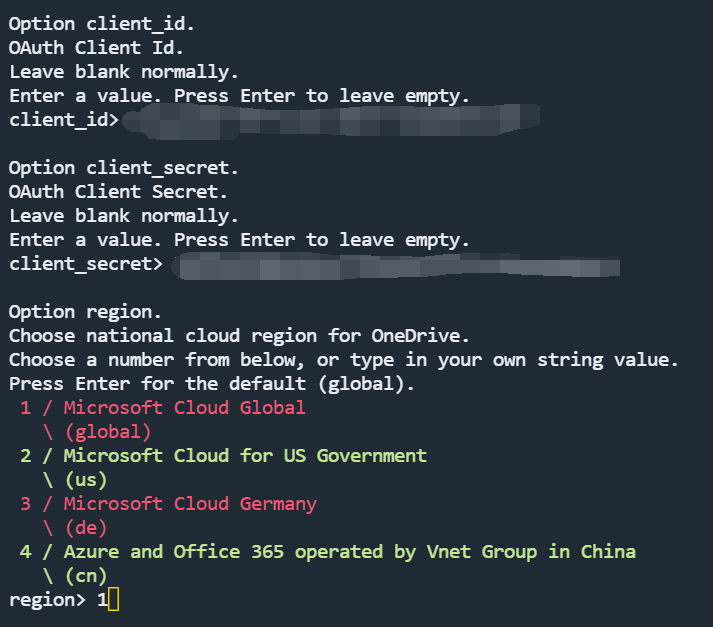 Option client_id.
OAuth Client Id.
Leave blank normally.
Enter a value. Press Enter to leave empty.
client_id>
Option client_secret.
OAuth Client Secret.
Leave blank normally.
Enter a value. Press Enter to leave empty.
client_secret>
Option region.
Choose national cloud region for OneDrive.
Choose a number from below, or type in your own string value.
Press Enter for the default (global).
1 / Microsoft Cloud Global
\ (global)
2 / Microsoft Cloud for US Government
\ (us)
3 / Microsoft Cloud Germany
\ (de)
4 / Azure and Office 365 operated by Vnet Group in China
\ (cn)
region> 1